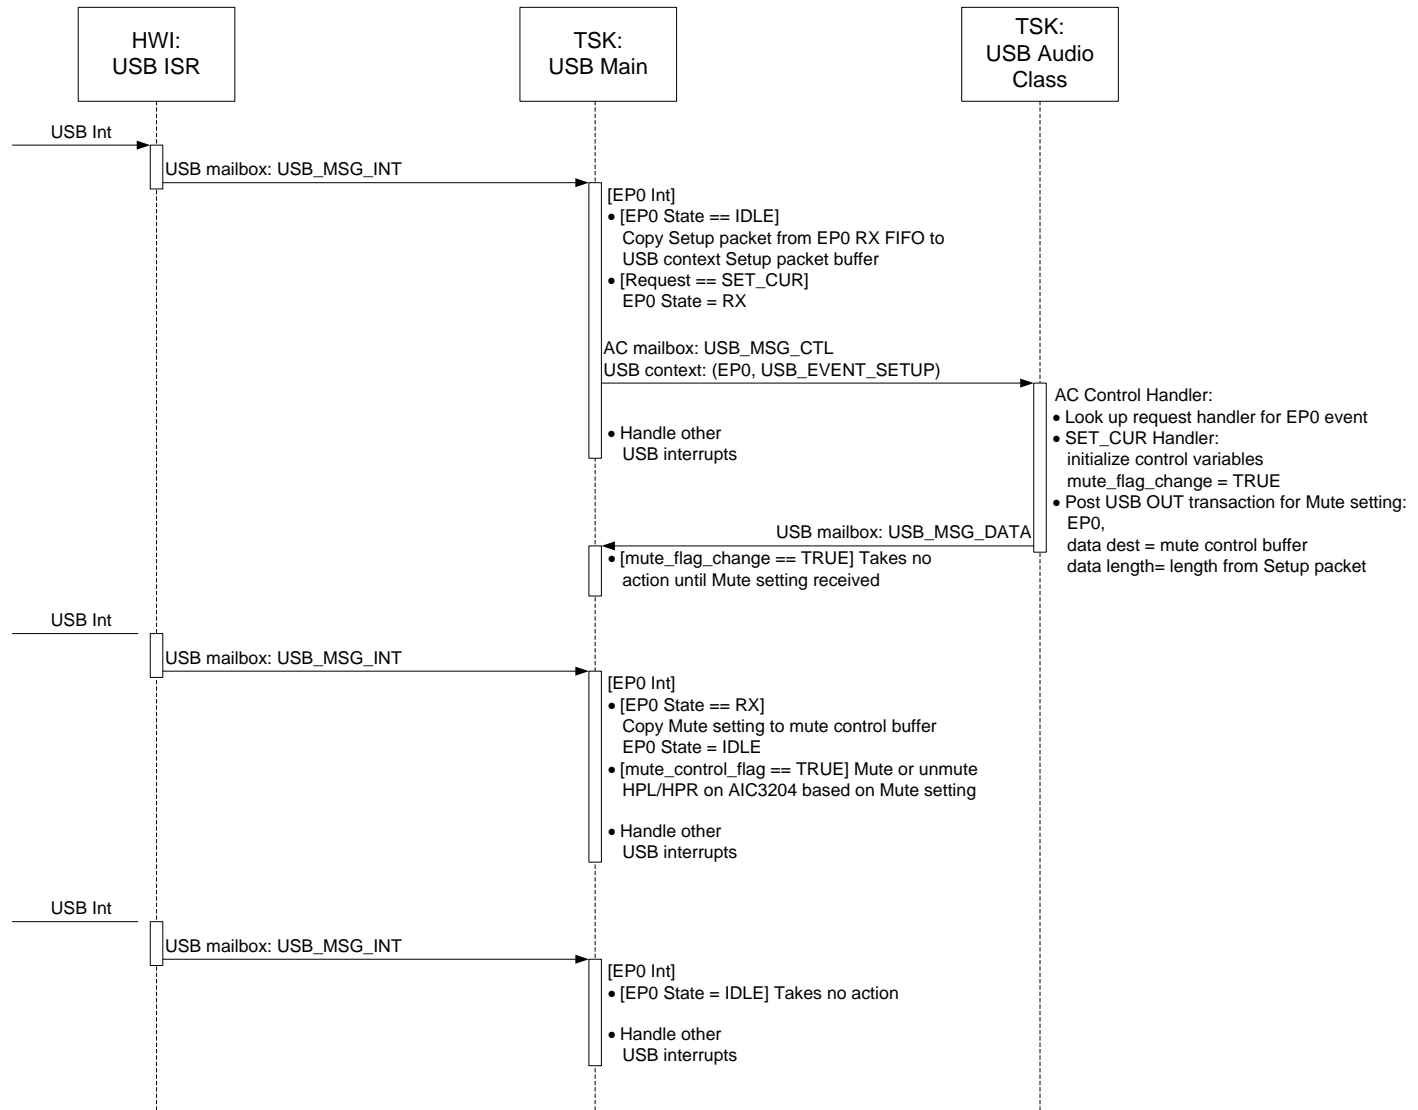 HWI:
USB ISR
TSK:
USB Main
TSK:
USB Audio
Class
USB Int
USB mailbox: USB_MSG_INT
[EP0 Int]
• [EP0 State == IDLE]
Copy Setup packet from EP0 RX FIFO to
USB context Setup packet buffer
• [Request == SET_CUR]
EP0 State = RX
AC mailbox: USB_MSG_CTL
USB context: (EP0, USB_EVENT_SETUP)
AC Control Handler:
• Look up request handler for EP0 event
• SET_CUR Handler:
initialize control variables
mute_flag_change = TRUE
• Post USB OUT transaction for Mute setting:
EP0,
data dest = mute control buffer
data length= length from Setup packet
• Handle other
USB interrupts
USB mailbox: USB_MSG_DATA
• [mute_flag_change == TRUE] Takes no
action until Mute setting received
USB Int
USB mailbox: USB_MSG_INT
[EP0 Int]
• [EP0 State == RX]
Copy Mute setting to mute control buffer
EP0 State = IDLE
• [mute_control_flag == TRUE] Mute or unmute
HPL/HPR on AIC3204 based on Mute setting
• Handle other
USB interrupts
USB Int
USB mailbox: USB_MSG_INT
[EP0 Int]
• [EP0 State = IDLE] Takes no action
• Handle other
USB interrupts